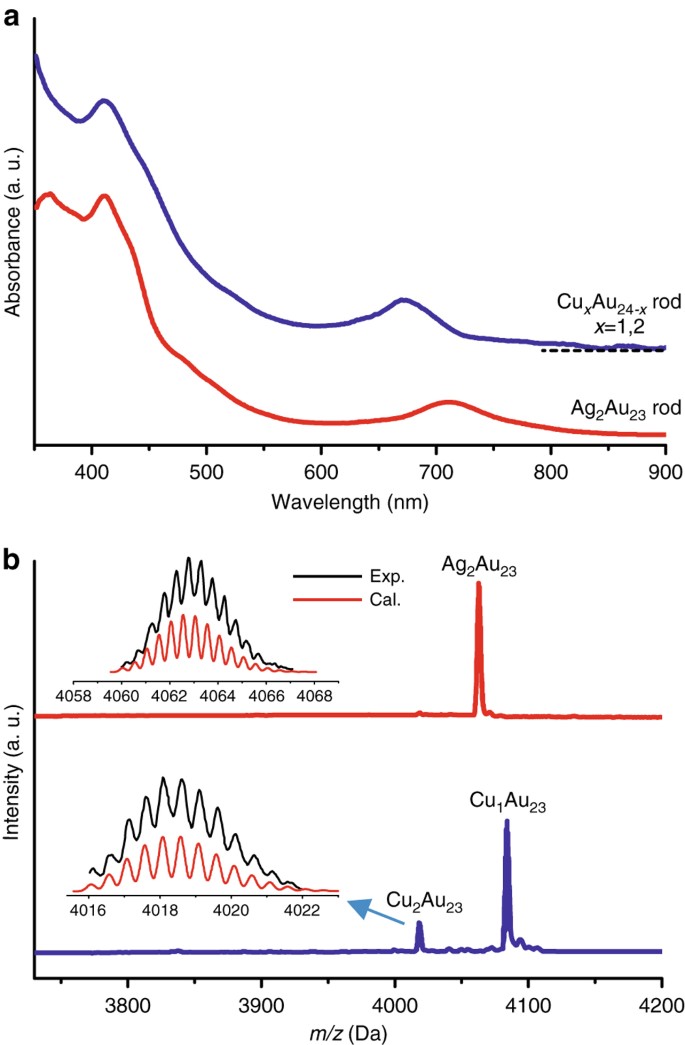 a
Absorbance (a. u.)
CuxAu24-x rod
x=1,2
Ag2Au23 rod
400 500 600 700 800 900
Wavelength (nm)
b
Intensity (a. u.)
Ag2Au23
Exp.
Cal.
4058 4060 4062 4064 4066 4068
Cu1Au23
Cu2Au23
4016 4018 4020 4022
3800 3900 4000 4100 4200
m/z (Da)